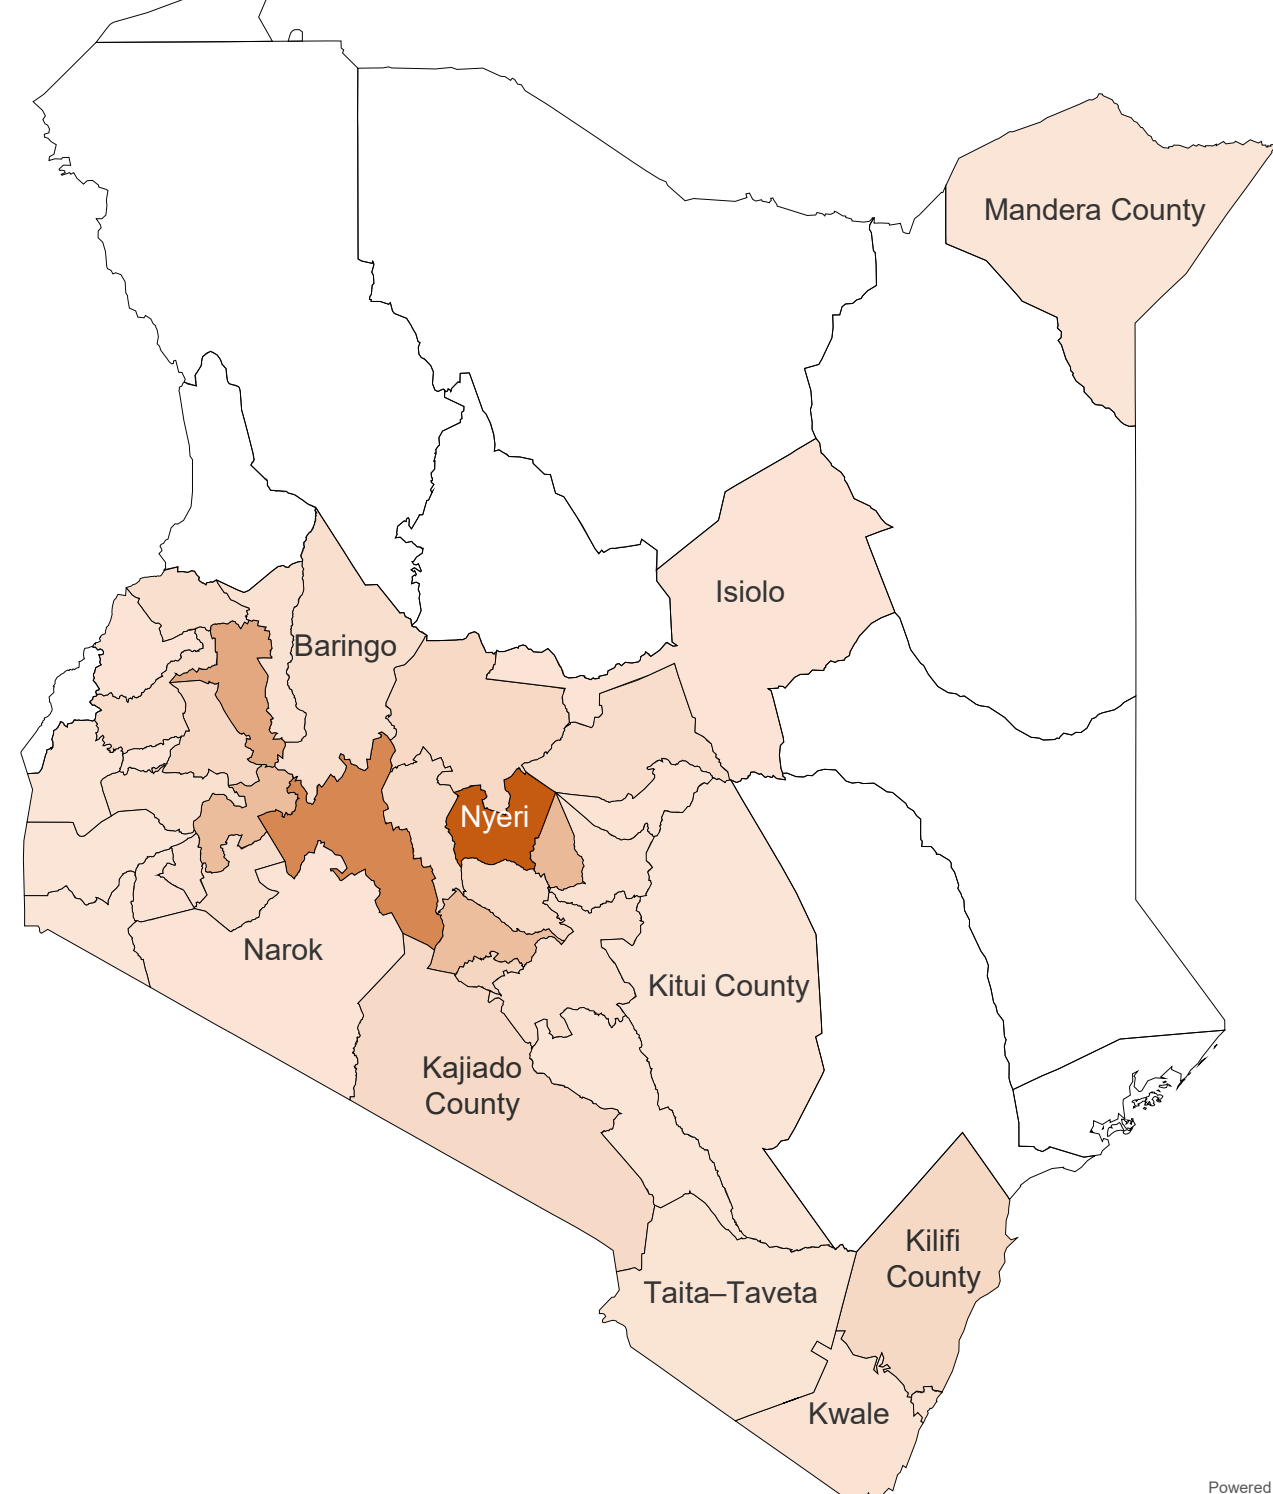 Mandera County
Isiolo
Baringo
Nyeri
Narok
Kitui County
Kajiado
County
Kilifi
County
Taita–Taveta
Kwale
Powered